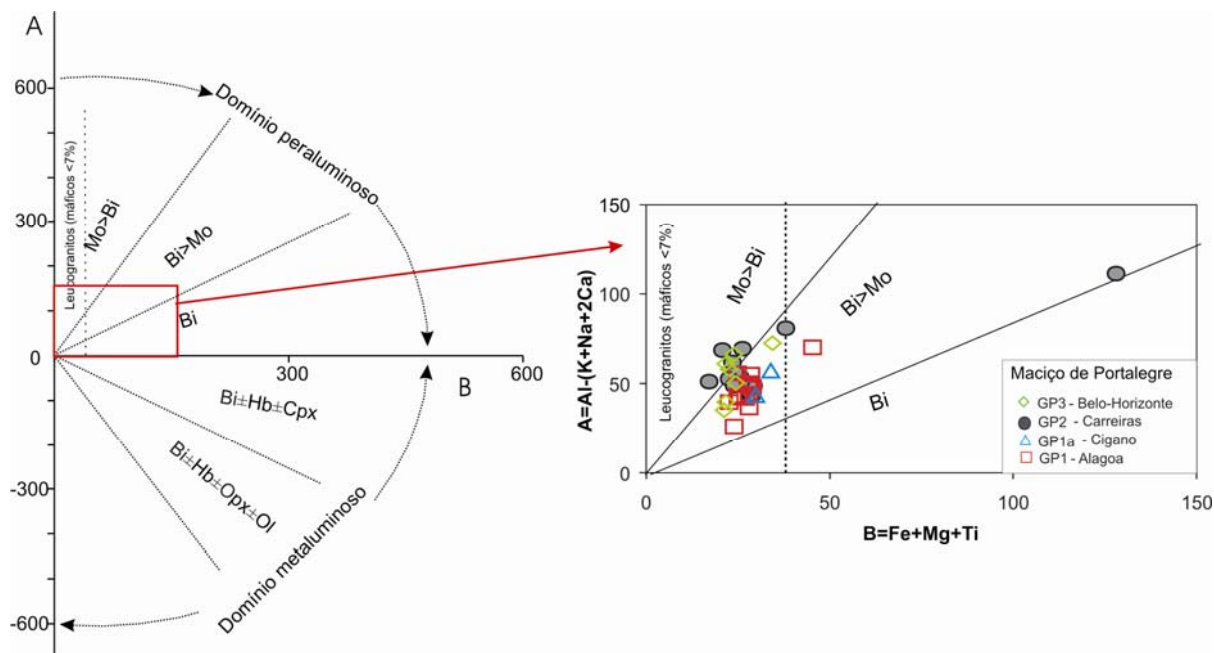 A
600
300
0
-300
-600
300
600
B
Domínio peraluminoso
Leucogranitos (máficos <7%)
Mo>Bi
Bi>Mo
Bi
Bi±Hb±Cpx
Bi±Hb±Opx±Ol
Domínio metaluminoso
150
100
50
0
A=Al-(K+Na+2Ca)
Leucogranitos (máficos <7%)
Mo>Bi
Bi>Mo
Bi
Maciço de Portalegre
GP3 - Belo-Horizonte
GP2 - Carreiras
GP1a - Cigano
GP1 - Alagoa
0
50
100
150
B=Fe+Mg+Ti